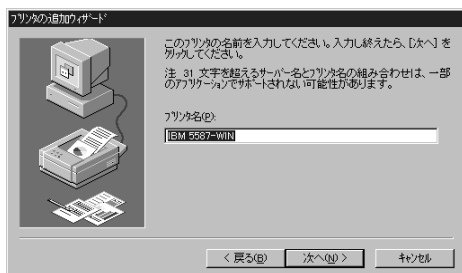 プリンタの追加ウィザード
このプリンタの名前を入力してください。入力し終えたら、[次へ] を
クリックしてください。
注 31 文字を超えるサーバー名とプリンタ名の組み合わせは、一部
のアプリケーションでサポートされない可能性があります。
プリンタ名(P):
IBM 5587-WIN
< 戻る(B)
次へ(N) >
キャンセル